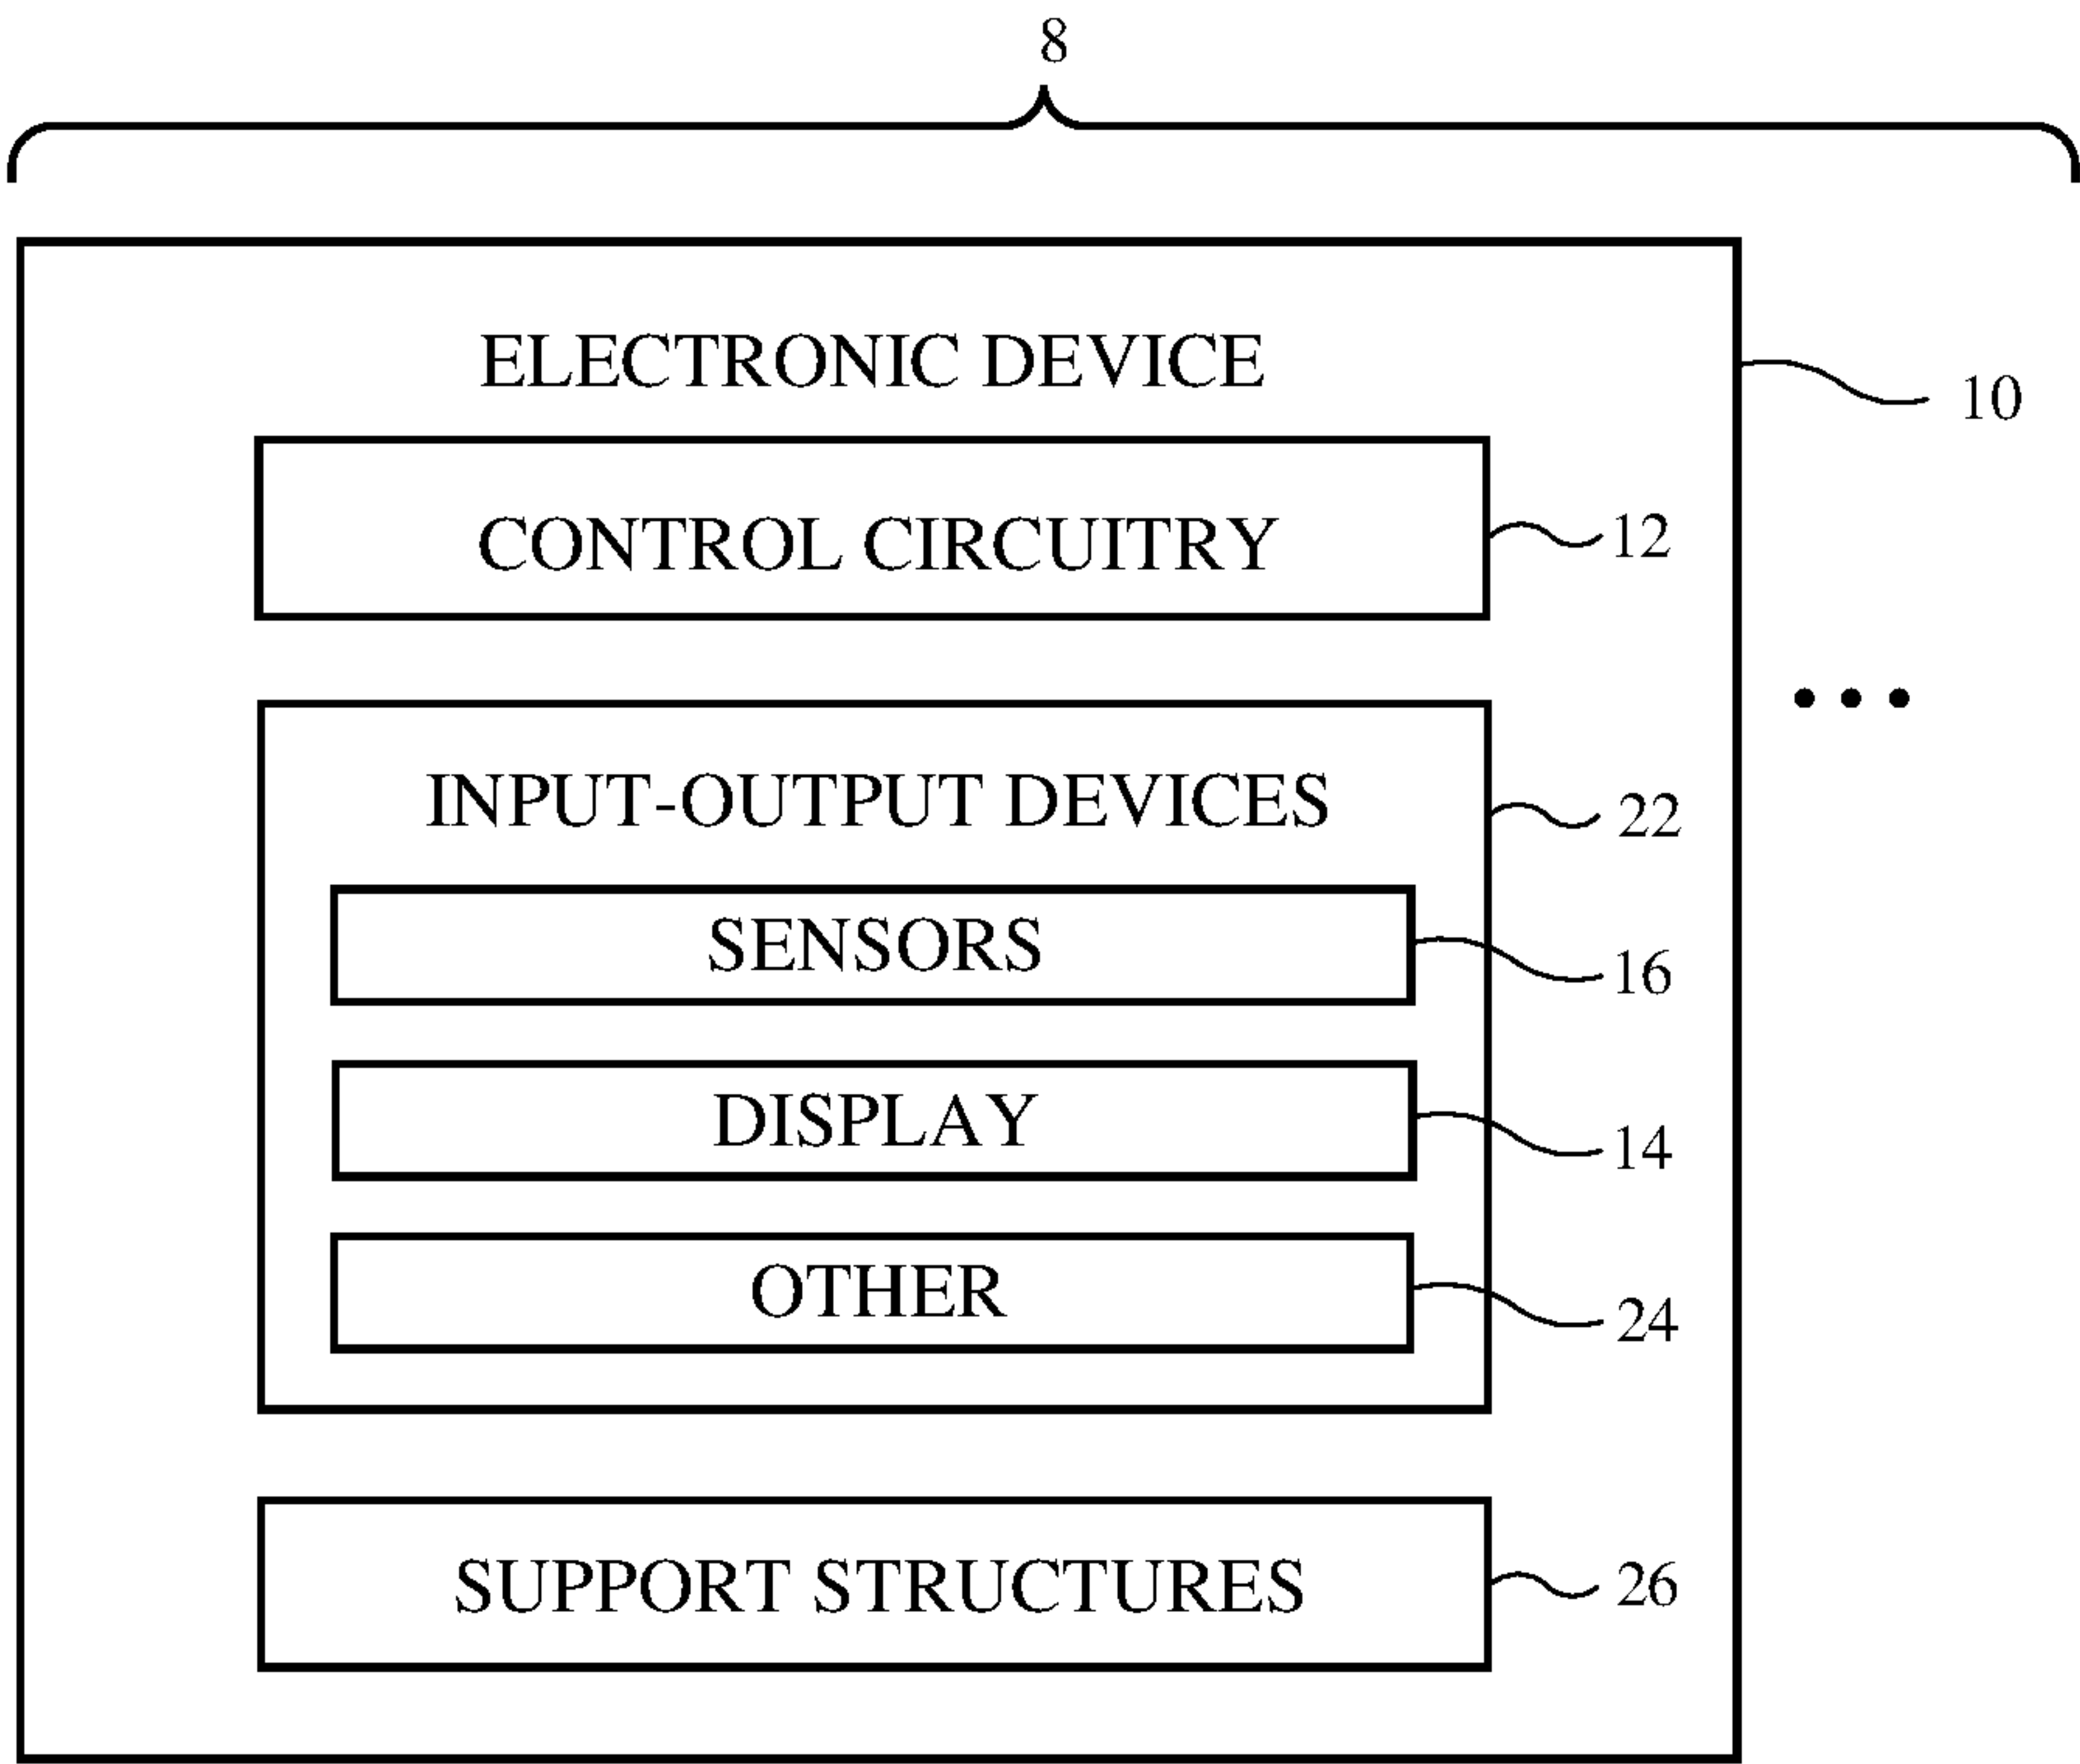 8
ELECTRONIC DEVICE
10
CONTROL CIRCUITRY
12
INPUT-OUTPUT DEVICES
22
SENSORS
16
DISPLAY
14
OTHER
24
SUPPORT STRUCTURES
26